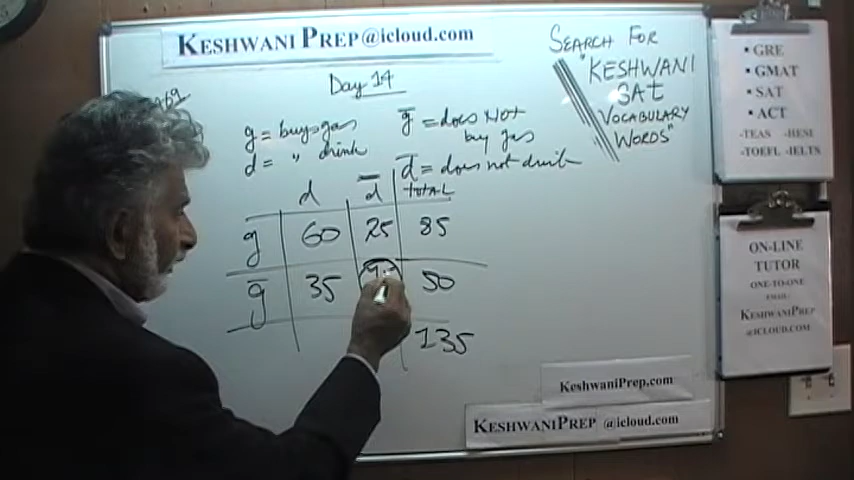 KESHWANI PREP@icloud.com
Day 14
g = buys gas
d = " drink
g̅ = does Not
buy gas
d̅ = does not drink
d d̅ TOTAL
g 60 25 85
g̅ 35 50
135
SEARCH FOR
"KESHWANI
SAT
VOCABULARY
WORDS"
• GRE
• GMAT
• SAT
• ACT
-TEAS -HESI
-TOEFL -IELTS
ON-LINE
TUTOR
ONE-TO-ONE
EMAIL:
KESHWANIPREP
@ICLOUD.COM
KeshwaniPrep.com
KESHWANIPREP @icloud.com